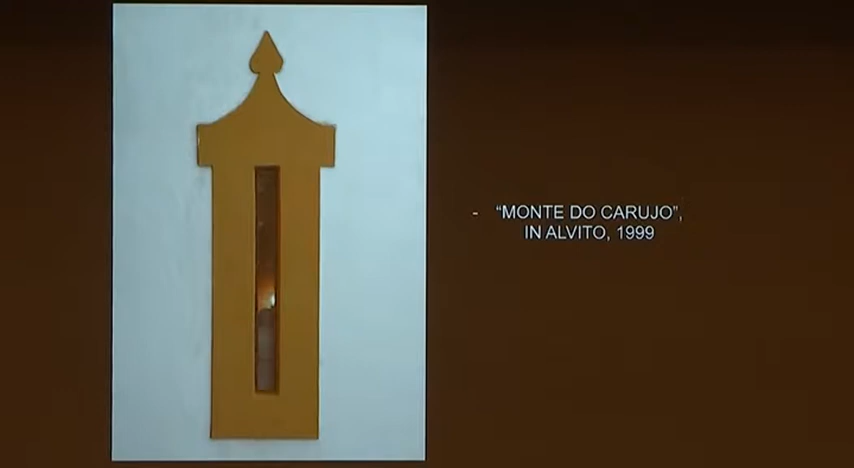 - “MONTE DO CARUJO”,
IN ALVITO, 1999